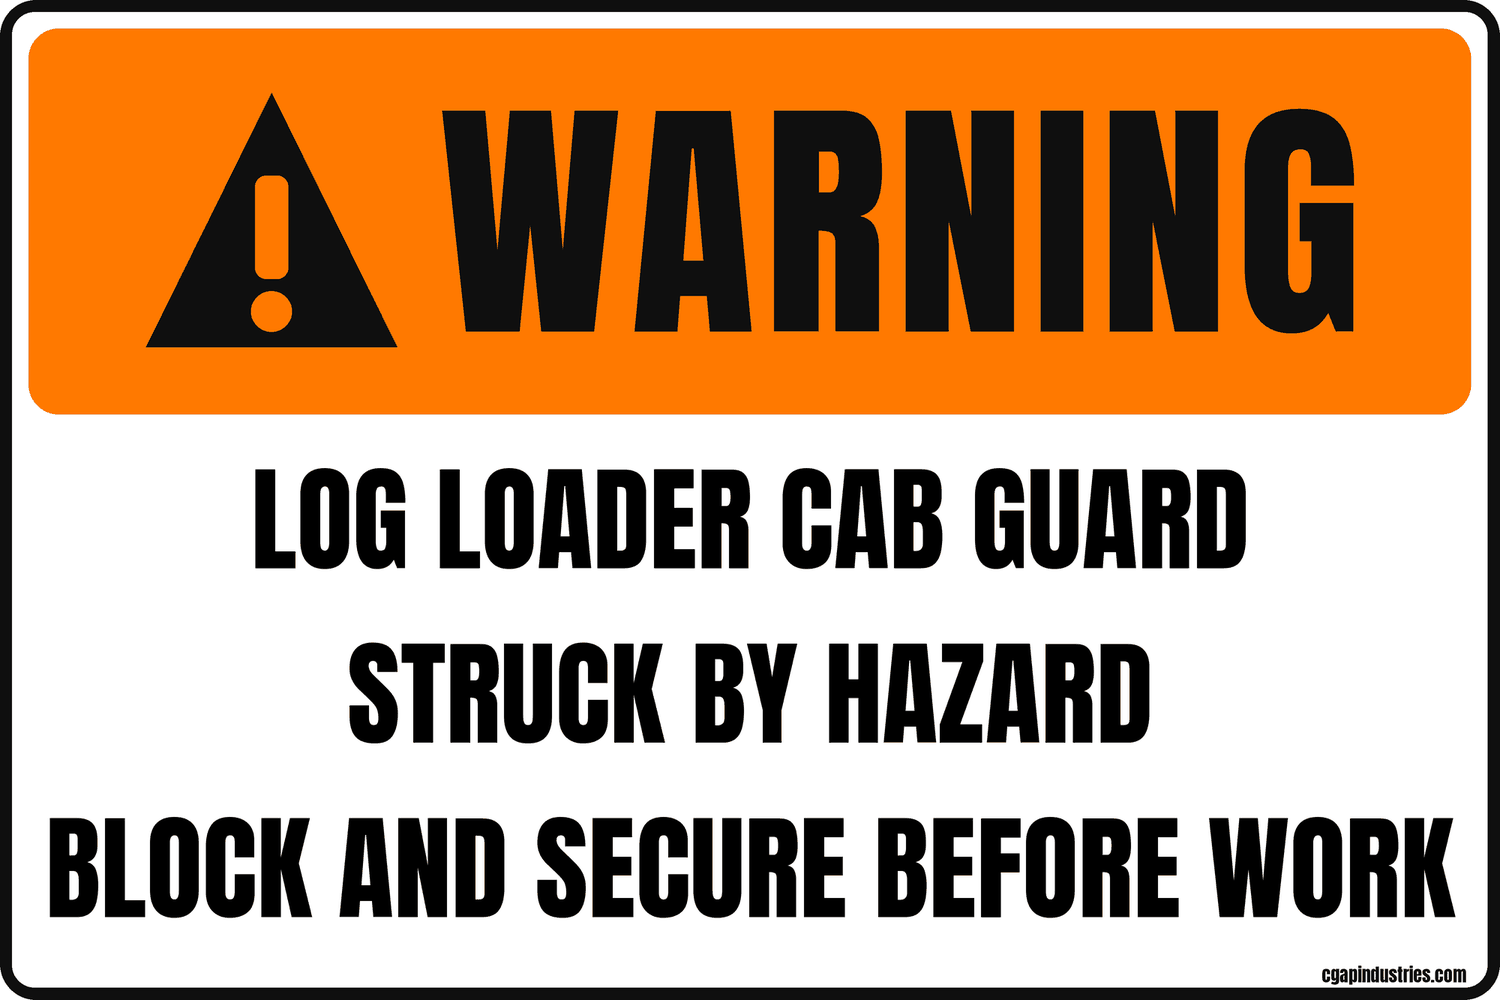 WARNING
LOG LOADER CAB GUARD
STRUCK BY HAZARD
BLOCK AND SECURE BEFORE WORK
cgapindustries.com